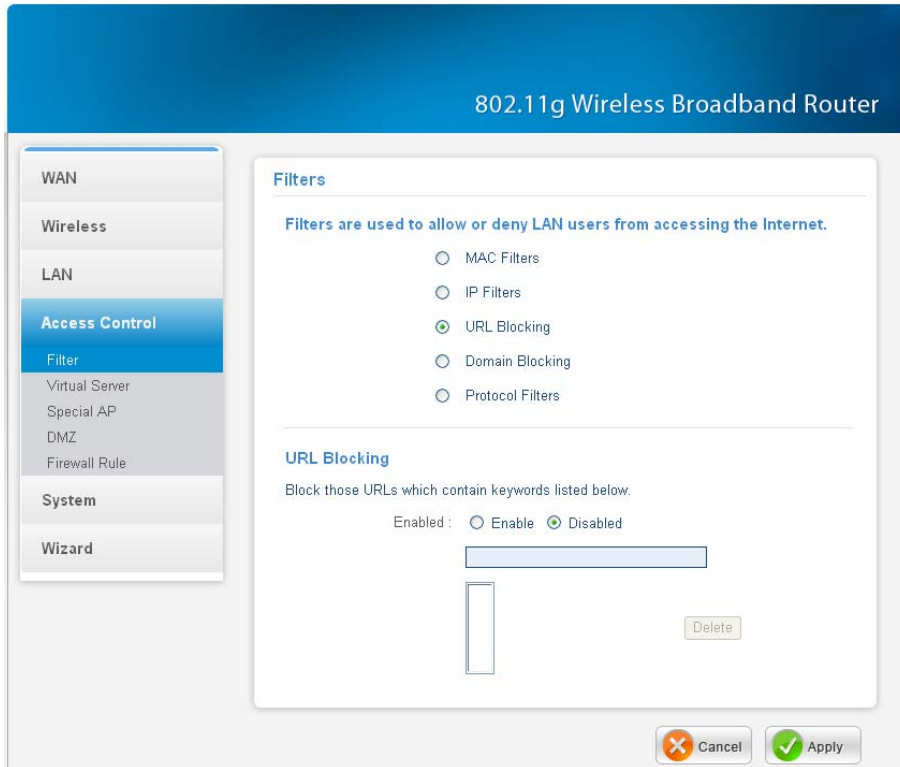 802.11g Wireless Broadband Router
WAN
Wireless
LAN
Access Control
Filter
Virtual Server
Special AP
DMZ
Firewall Rule
System
Wizard
Filters
Filters are used to allow or deny LAN users from accessing the Internet.
MAC Filters
IP Filters
URL Blocking
Domain Blocking
Protocol Filters
URL Blocking
Block those URLs which contain keywords listed below.
Enabled : Enable Disabled
Delete
Cancel Apply